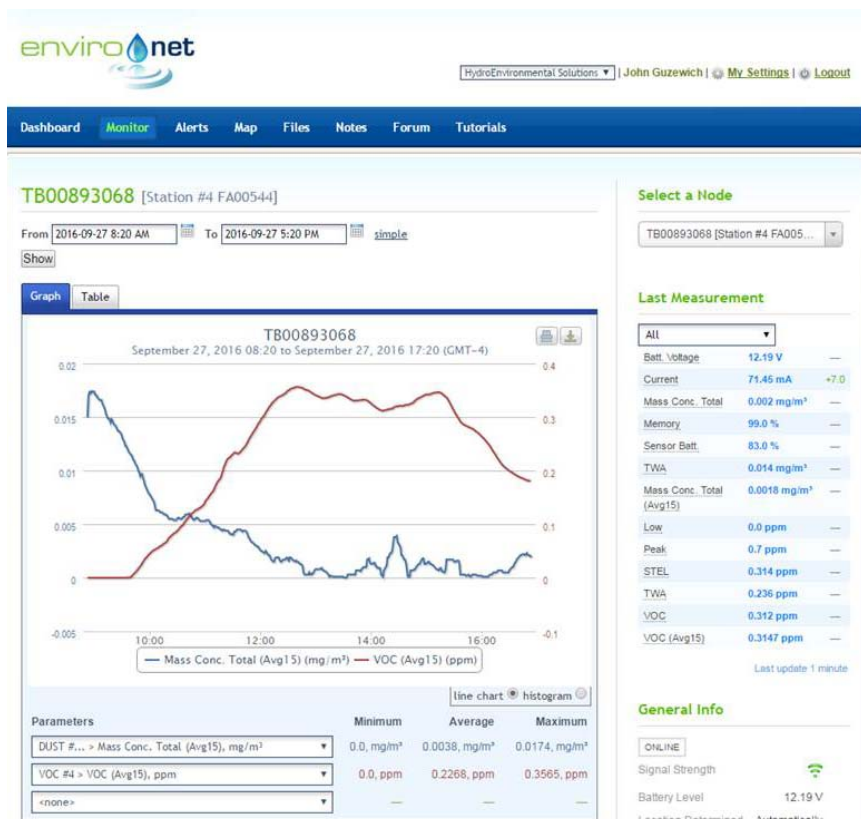 enviro net
HydroEnvironmental Solutions ▼ | John Guzewich | My Settings | Logout
Dashboard Monitor Alerts Map Files Notes Forum Tutorials
TB00893068 [Station #4 FA00544]
From 2016-09-27 8:20 AM To 2016-09-27 5:20 PM simple
Show
Graph Table
TB00893068
September 27, 2016 08:20 to September 27, 2016 17:20 (GMT-4)
0.02 0.4
0.015 0.3
0.01 0.2
0.005 0.1
0 0
-0.005 -0.1
10:00 12:00 14:00 16:00
Mass Conc. Total (Avg15) (mg/m³) VOC (Avg15) (ppm)
line chart histogram
Parameters Minimum Average Maximum
DUST #... > Mass Conc. Total (Avg15), mg/m³ ▼ 0.0, mg/m³ 0.0038, mg/m³ 0.0174, mg/m³
VOC #4 > VOC (Avg15), ppm ▼ 0.0, ppm 0.2268, ppm 0.3565, ppm
<none> ▼ — — —
Select a Node
TB00893068 [Station #4 FA005... ▼
Last Measurement
All ▼
Batt. Voltage 12.19 V —
Current 71.45 mA +7.0
Mass Conc. Total 0.002 mg/m³ —
Memory 99.0 % —
Sensor Batt. 83.0 % —
TWA 0.014 mg/m³ —
Mass Conc. Total 0.0018 mg/m³ —
(Avg15)
Low 0.0 ppm —
Peak 0.7 ppm —
STEL 0.314 ppm —
TWA 0.236 ppm —
VOC 0.312 ppm —
VOC (Avg15) 0.3147 ppm —
Last update 1 minute
General Info
ONLINE
Signal Strength
Battery Level 12.19 V
Location Determined Automatically